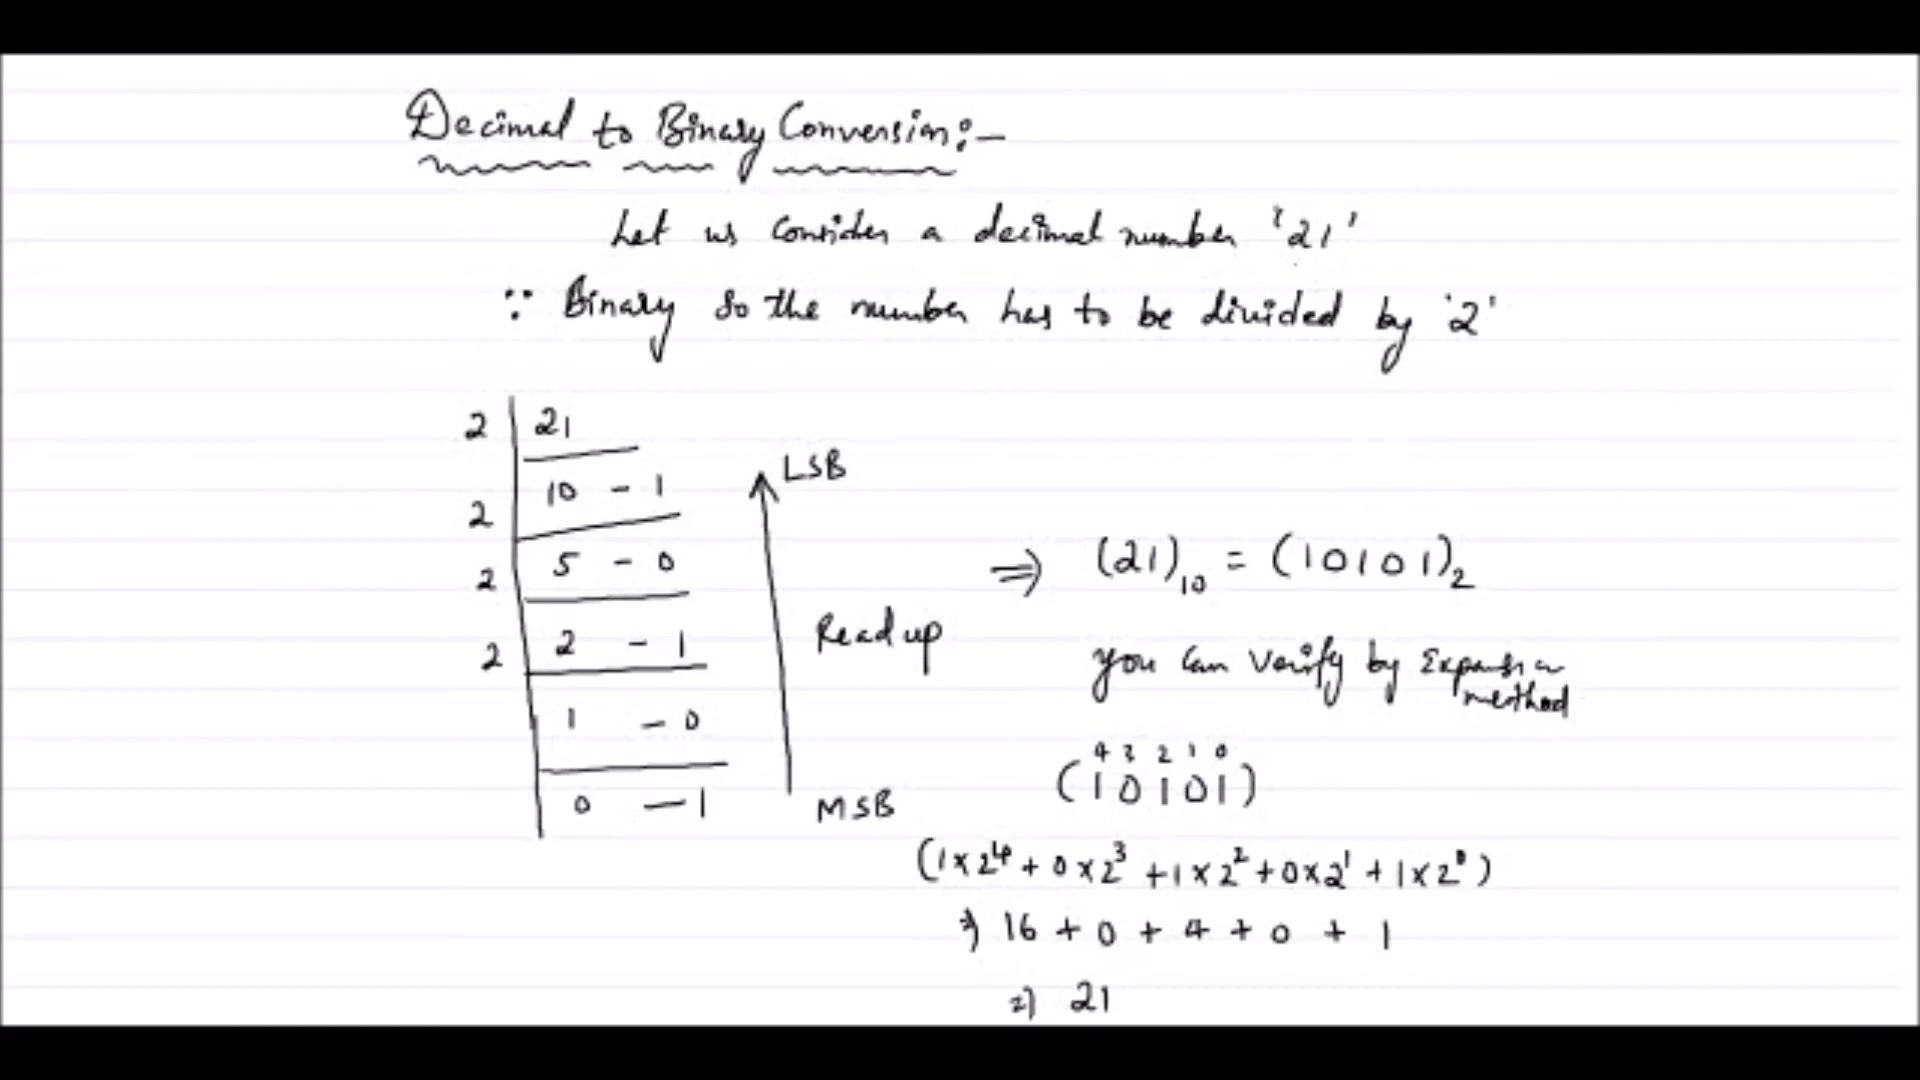 Decimal to Binary Conversion:-
Let us consider a decimal number '21'
∵ Binary so the number has to be divided by '2'
2 | 21
2 | 10 - 1
2 | 5 - 0
2 | 2 - 1
1 - 0
0 - 1
LSB
Read up
MSB
⇒ (21)₁₀ = (10101)₂
you can verify by Expansion
method
4 3 2 1 0
(10101)
(1×2⁴ + 0×2³ + 1×2² + 0×2¹ + 1×2⁰)
⇒ 16 + 0 + 4 + 0 + 1
⇒ 21